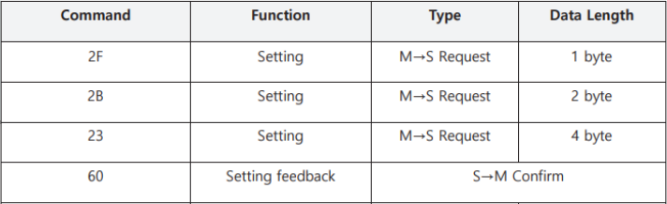 Command Function Type Data Length
2F Setting M→S Request 1 byte
2B Setting M→S Request 2 byte
23 Setting M→S Request 4 byte
60 Setting feedback S→M Confirm